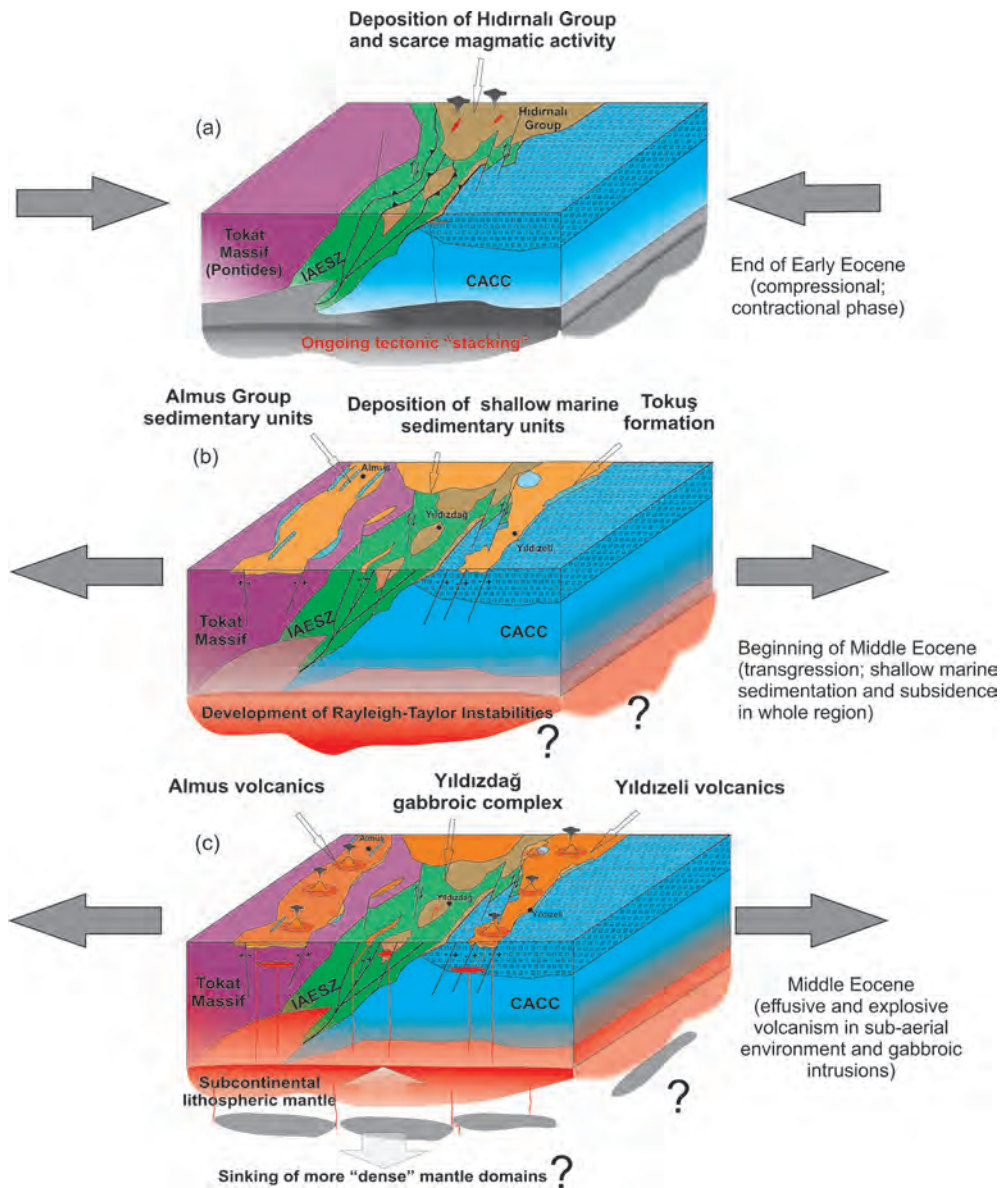 Deposition of Hıdırnalı Group
and scarce magmatic activity
(a)
Hıdırnalı
Group
Tokat
Massif
(Pontides)
IAESZ
CACC
Ongoing tectonic "stacking"
End of Early Eocene
(compressional;
contractional phase)
Almus Group
sedimentary units
Deposition of shallow marine
sedimentary units
Tokuş
formation
(b)
Almus
Yıldızdağ
Yıldızeli
Tokat
Massif
IAESZ
CACC
Development of Rayleigh-Taylor Instabilities
?
?
Beginning of Middle Eocene
(transgression; shallow marine
sedimentation and subsidence
in whole region)
Almus volcanics
Yıldızdağ
gabbroic complex
Yıldızeli volcanics
(c)
Almuş
Yıldızdağ
Yıldızeli
Tokat
Massif
IAESZ
CACC
Subcontinental
lithospheric mantle
?
Middle Eocene
(effusive and explosive
volcanism in sub-aerial
environment and gabbroic
intrusions)
Sinking of more "dense" mantle domains ?